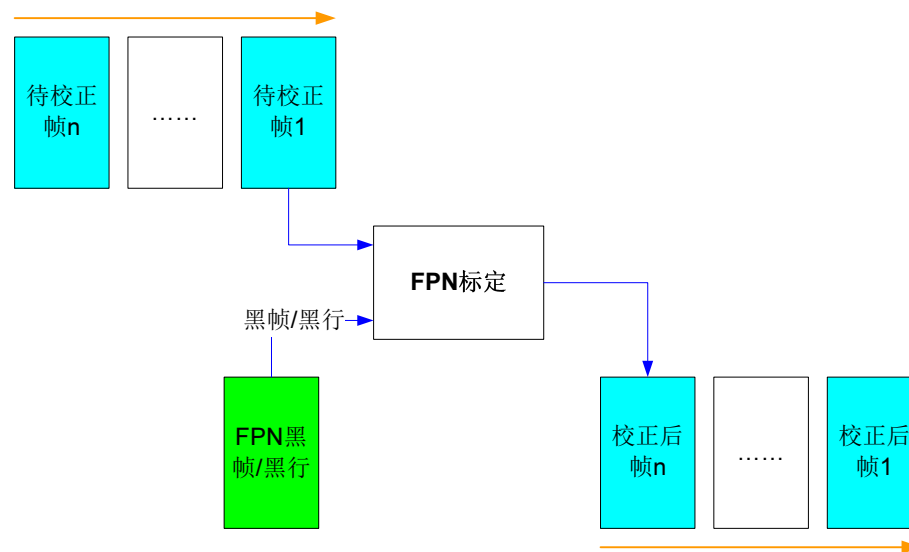 待校正
帧n
……
待校正
帧1
FPN标定
黑帧/黑行
FPN黑
帧/黑行
校正后
帧n
……
校正后
帧1